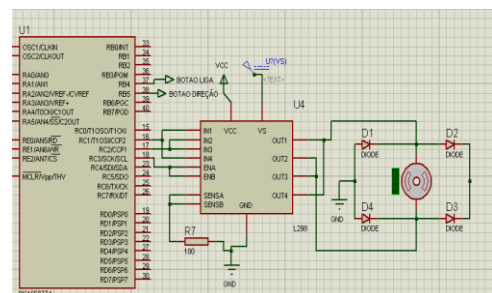 U1
OSC1/CLKIN
OSC2/CLKOUT
RA0/AN0
RA1/AN1
RA2/AN2/VREF-/CVREF
RA3/AN3/VREF+
RA4/T0CKI/C1OUT
RA5/AN4/SS/C2OUT
RE0/AN5/RD
RE1/AN6/WR
RE2/AN7/CS
MCLR/Vpp/THV
RB0/INT
RB1
RB2
RB3/PGM
RB4
RB5
RB6/PGC
RB7/PGD
RC0/T1OSO/T1CKI
RC1/T1OSI/CCP2
RC2/CCP1
RC3/SCK/SCL
RC4/SDI/SDA
RC5/SDO
RC6/TX/CK
RC7/RX/DT
RD0/PSP0
RD1/PSP1
RD2/PSP2
RD3/PSP3
RD4/PSP4
RD5/PSP5
RD6/PSP6
RD7/PSP7
33
34
35
36
37
38
39
40
15
16
17
18
23
24
25
26
19
20
21
22
27
28
29
30
BOTAO LIGA
BOTAO DIREÇÃO
VCC
U?(VS)
<TEXT>
U4
IN1
IN2
IN3
IN4
ENA
ENB
SENSA
SENSB
VCC
VS
GND
OUT1
OUT2
OUT3
OUT4
L298
R7
100
GND
GND
D1
DIODE
D2
DIODE
D4
DIODE
D3
DIODE